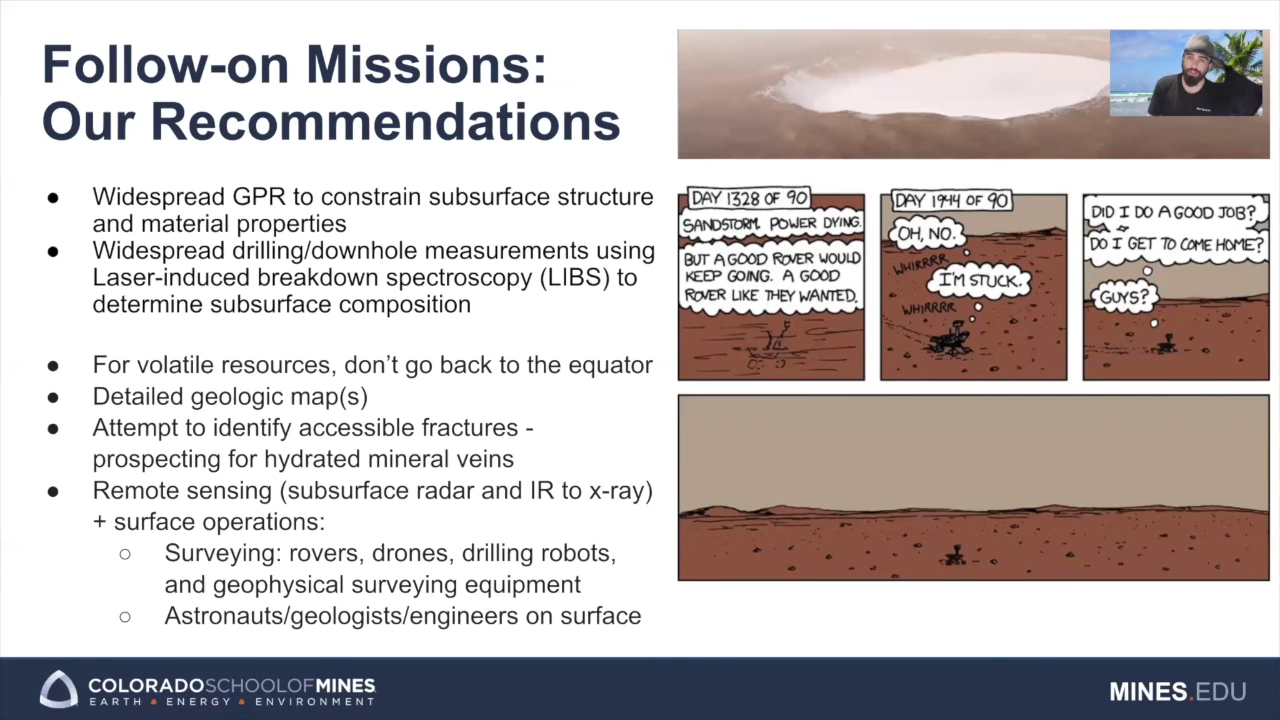 Follow-on Missions:
Our Recommendations
● Widespread GPR to constrain subsurface structure
and material properties
● Widespread drilling/downhole measurements using
Laser-induced breakdown spectroscopy (LIBS) to
determine subsurface composition
● For volatile resources, don’t go back to the equator
● Detailed geologic map(s)
● Attempt to identify accessible fractures -
prospecting for hydrated mineral veins
● Remote sensing (subsurface radar and IR to x-ray)
+ surface operations:
○ Surveying: rovers, drones, drilling robots,
and geophysical surveying equipment
○ Astronauts/geologists/engineers on surface
DAY 1328 OF 90
SANDSTORM. POWER DYING.
BUT A GOOD ROVER WOULD
KEEP GOING. A GOOD
ROVER LIKE THEY WANTED.
DAY 1944 OF 90
OH, NO.
WHIRRRR
I'M STUCK.
WHIRRRR
DID I DO A GOOD JOB?
DO I GET TO COME HOME?
GUYS?
COLORADOSCHOOLOFMINES
EARTH • ENERGY • ENVIRONMENT
MINES.EDU